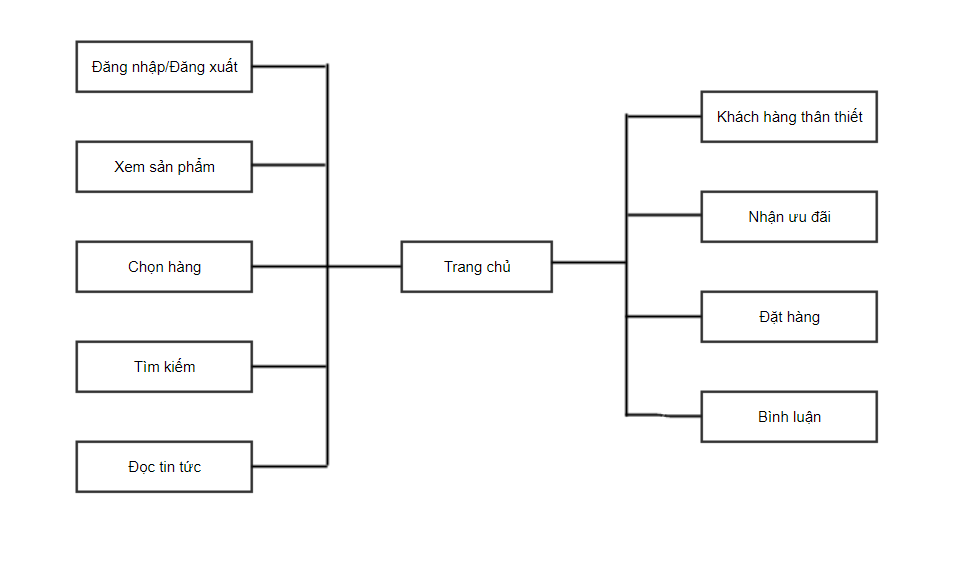 Đăng nhập/Đăng xuất
Xem sản phẩm
Chọn hàng
Tìm kiếm
Đọc tin tức
Trang chủ
Khách hàng thân thiết
Nhận ưu đãi
Đặt hàng
Bình luận